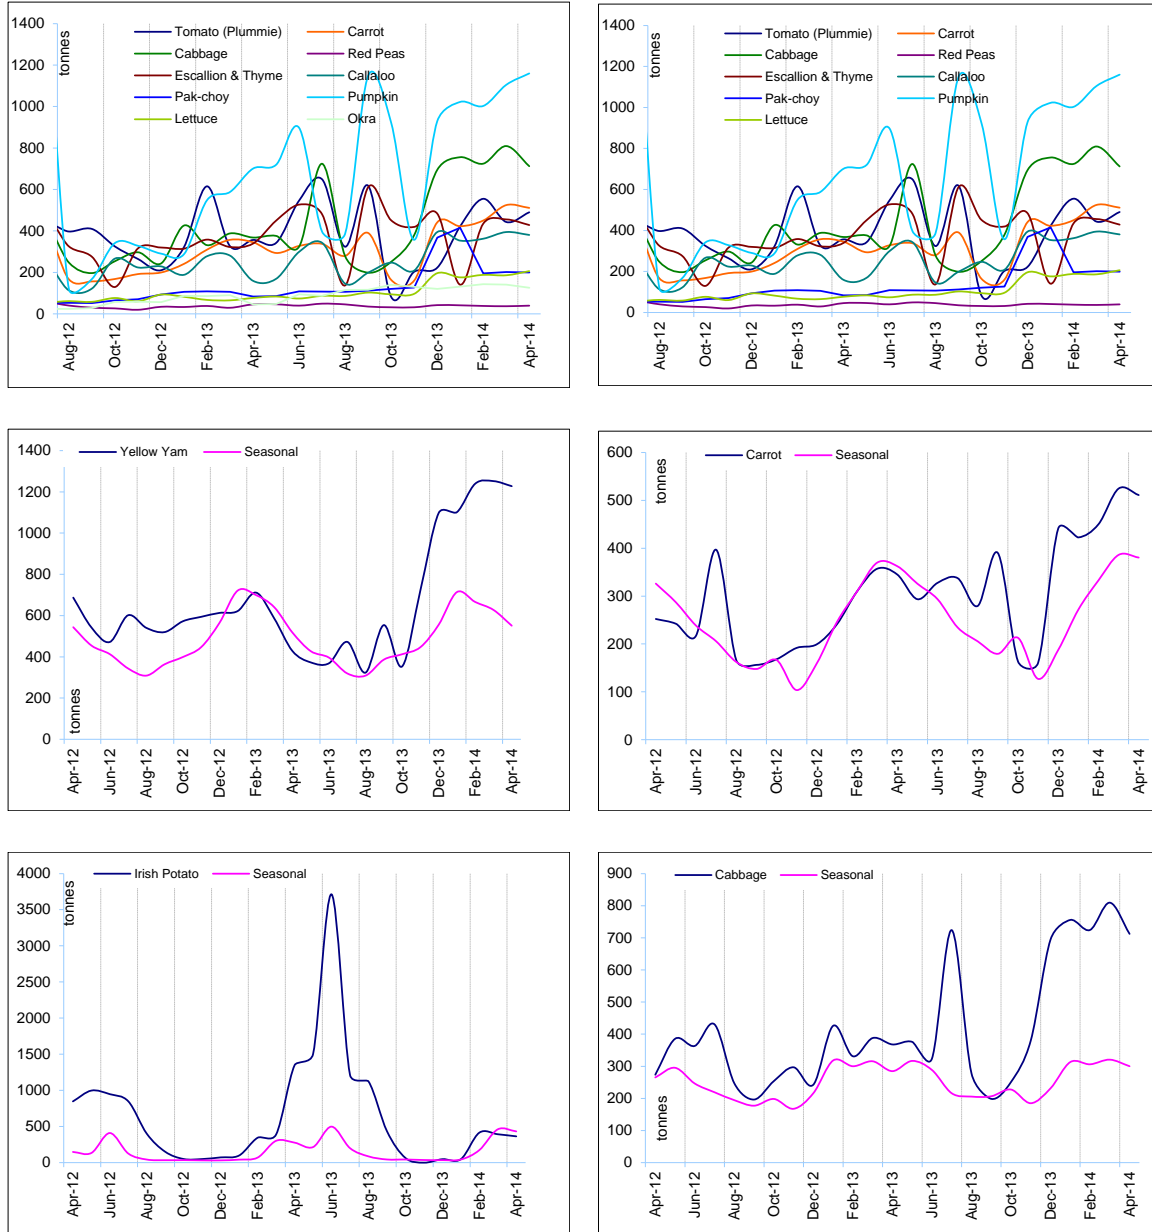 1400
1200
1000
800
600
400
200
0
tonnes
Tomato (Plummie) Carrot
Cabbage Red Peas
Escallion & Thyme Callaloo
Pak-choy Pumpkin
Lettuce Okra
Aug-12 Oct-12 Dec-12 Feb-13 Apr-13 Jun-13 Aug-13 Oct-13 Dec-13 Feb-14 Apr-14
1400
1200
1000
800
600
400
200
0
tonnes
Tomato (Plummie) Carrot
Cabbage Red Peas
Escallion & Thyme Callaloo
Pak-choy Pumpkin
Lettuce
Aug-12 Oct-12 Dec-12 Feb-13 Apr-13 Jun-13 Aug-13 Oct-13 Dec-13 Feb-14 Apr-14
1400
1200
1000
800
600
400
200
0
tonnes
Yellow Yam Seasonal
Apr-12 Jun-12 Aug-12 Oct-12 Dec-12 Feb-13 Apr-13 Jun-13 Aug-13 Oct-13 Dec-13 Feb-14 Apr-14
600
500
400
300
200
100
0
tonnes
Carrot Seasonal
Apr-12 Jun-12 Aug-12 Oct-12 Dec-12 Feb-13 Apr-13 Jun-13 Aug-13 Oct-13 Dec-13 Feb-14 Apr-14
4000
3500
3000
2500
2000
1500
1000
500
0
tonnes
Irish Potato Seasonal
Apr-12 Jun-12 Aug-12 Oct-12 Dec-12 Feb-13 Apr-13 Jun-13 Aug-13 Oct-13 Dec-13 Feb-14 Apr-14
900
800
700
600
500
400
300
200
100
0
tonnes
Cabbage Seasonal
Apr-12 Jun-12 Aug-12 Oct-12 Dec-12 Feb-13 Apr-13 Jun-13 Aug-13 Oct-13 Dec-13 Feb-14 Apr-14